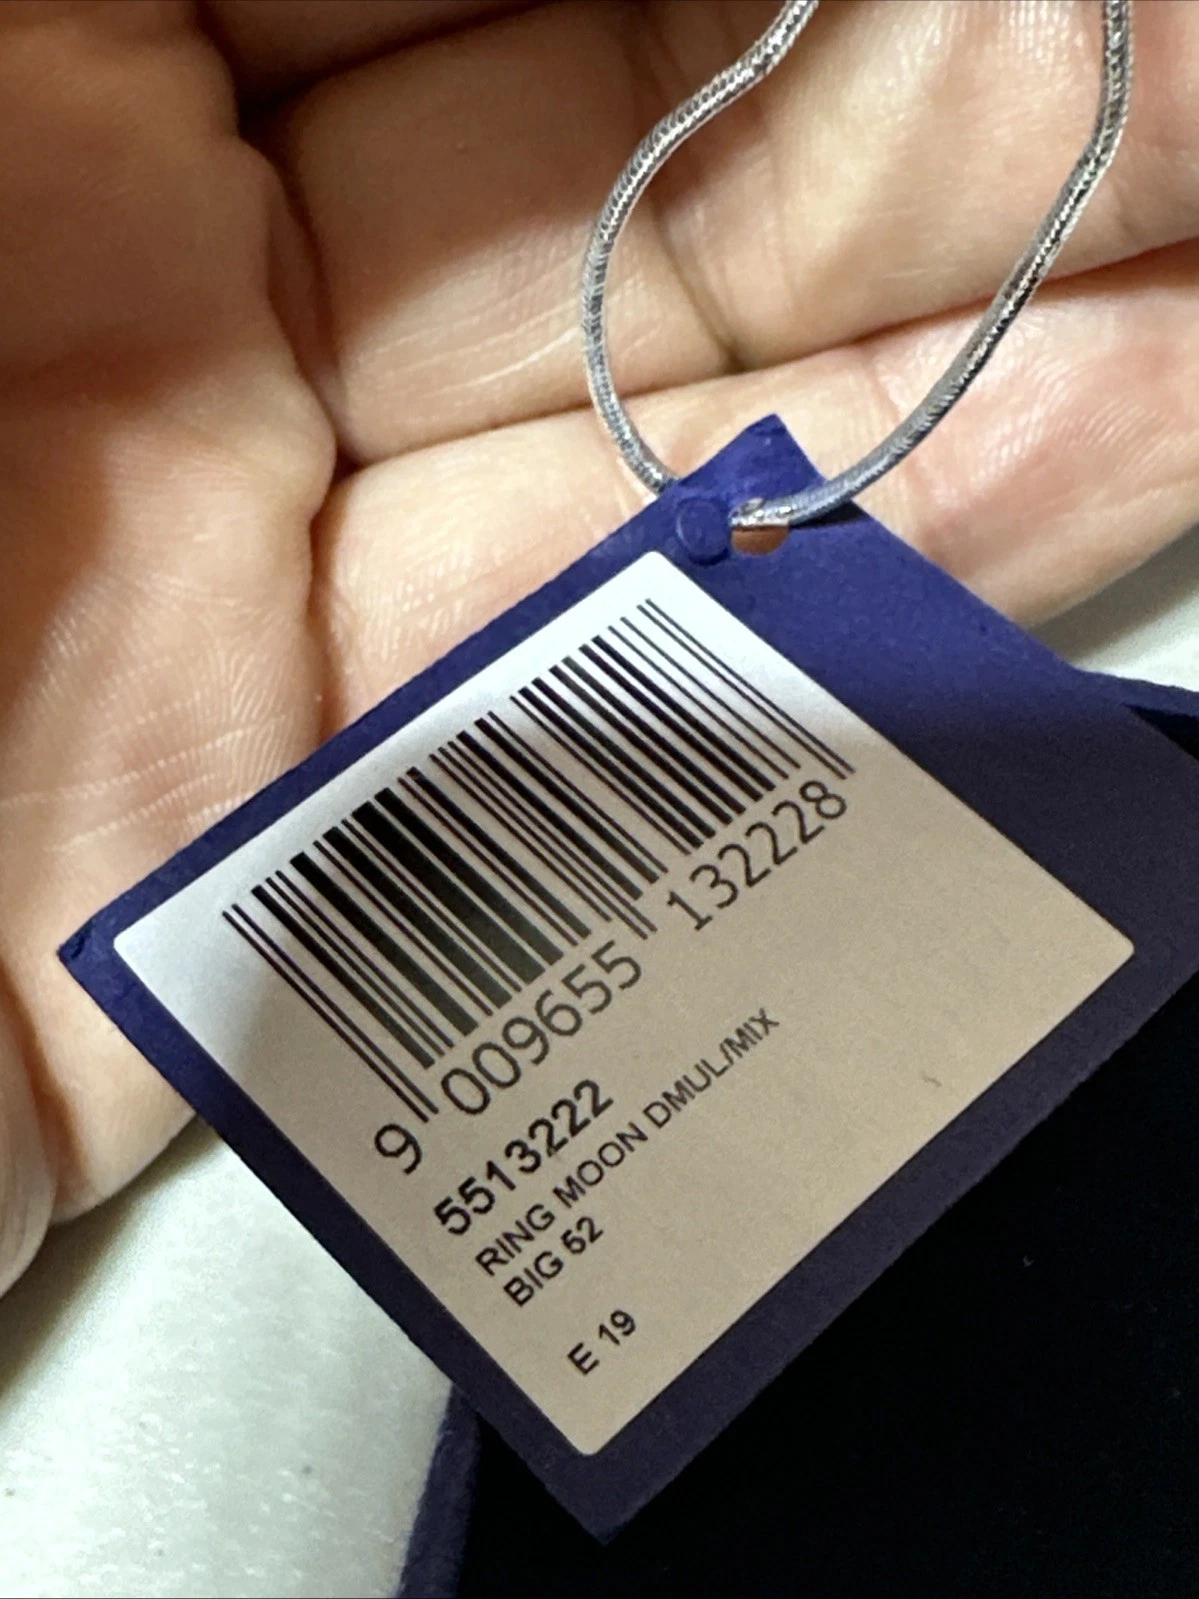 9 009655 132228
5513222
RING MOON DMUL/MIX
BIG 52
E 19